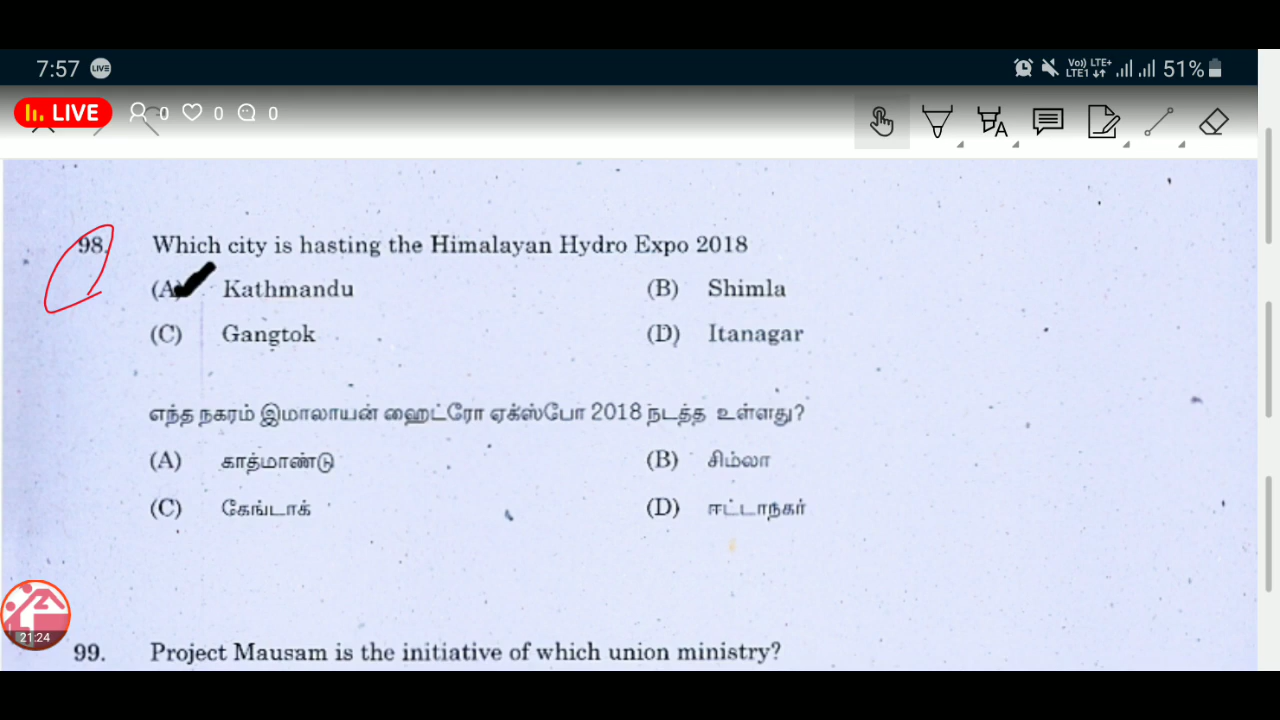 7:57 LIVE Vo) LTE+ LTE1 51%
LIVE 0 0 0
98. Which city is hasting the Himalayan Hydro Expo 2018
(A) Kathmandu (B) Shimla
(C) Gangtok (D) Itanagar
எந்த நகரம் இமாலாயன் ஹைட்ரோ ஏக்ஸ்போ 2018 நடத்த உள்ளது?
(A) காத்மாண்டு (B) சிம்லா
(C) கேங்டாக் (D) ஈட்டாநகர்
21:24
99. Project Mausam is the initiative of which union ministry?